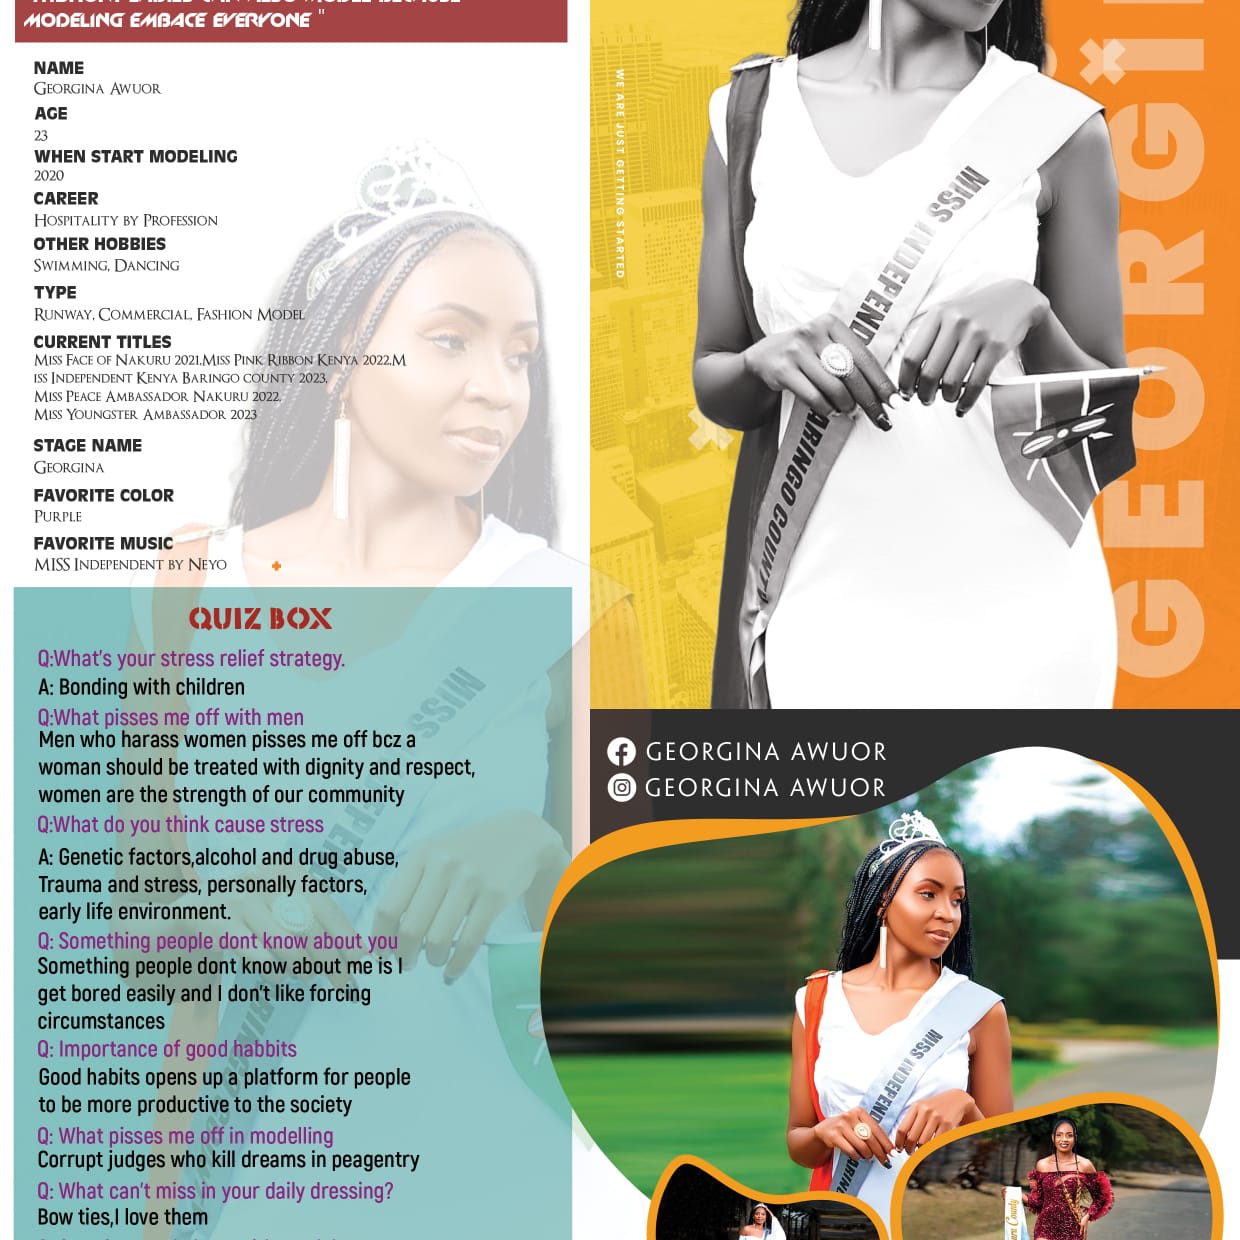 MODELING EMBACE EVERYONE "
NAME
Georgina Awuor
AGE
23
WHEN START MODELING
2020
CAREER
Hospitality by Profession
OTHER HOBBIES
Swimming, Dancing
TYPE
Runway, Commercial, Fashion Model
CURRENT TITLES
Miss Face of Nakuru 2021,Miss Pink Ribbon Kenya 2022,M
iss Independent Kenya Baringo county 2023,
Miss Peace Ambassador Nakuru 2022,
Miss Youngster Ambassador 2023
STAGE NAME
Georgina
FAVORITE COLOR
Purple
FAVORITE MUSIC
MISS Independent by Neyo
QUIZ BOX
Q:What's your stress relief strategy.
A: Bonding with children
Q:What pisses me off with men
Men who harass women pisses me off bcz a
woman should be treated with dignity and respect,
women are the strength of our community
Q:What do you think cause stress
A: Genetic factors,alcohol and drug abuse,
Trauma and stress, personally factors,
early life environment.
Q: Something people dont know about you
Something people dont know about me is I
get bored easily and I don't like forcing
circumstances
Q: Importance of good habbits
Good habits opens up a platform for people
to be more productive to the society
Q: What pisses me off in modelling
Corrupt judges who kill dreams in peagentry
Q: What can't miss in your daily dressing?
Bow ties,I love them
WE ARE JUST GETTING STARTED
MISS INDEPEND
ARINGO COUNTY
GEORGI
GEORGINA AWUOR
GEORGINA AWUOR
MISS INDEPEND
BARING
County